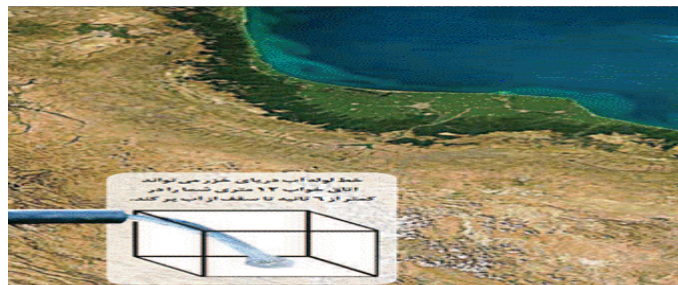 خط لوله آب دریای خزر می‌تواند
اتاق خواب ۱۲ متری شما را در
کمتر از ۶ ثانیه تا سقف از آب پر کند.